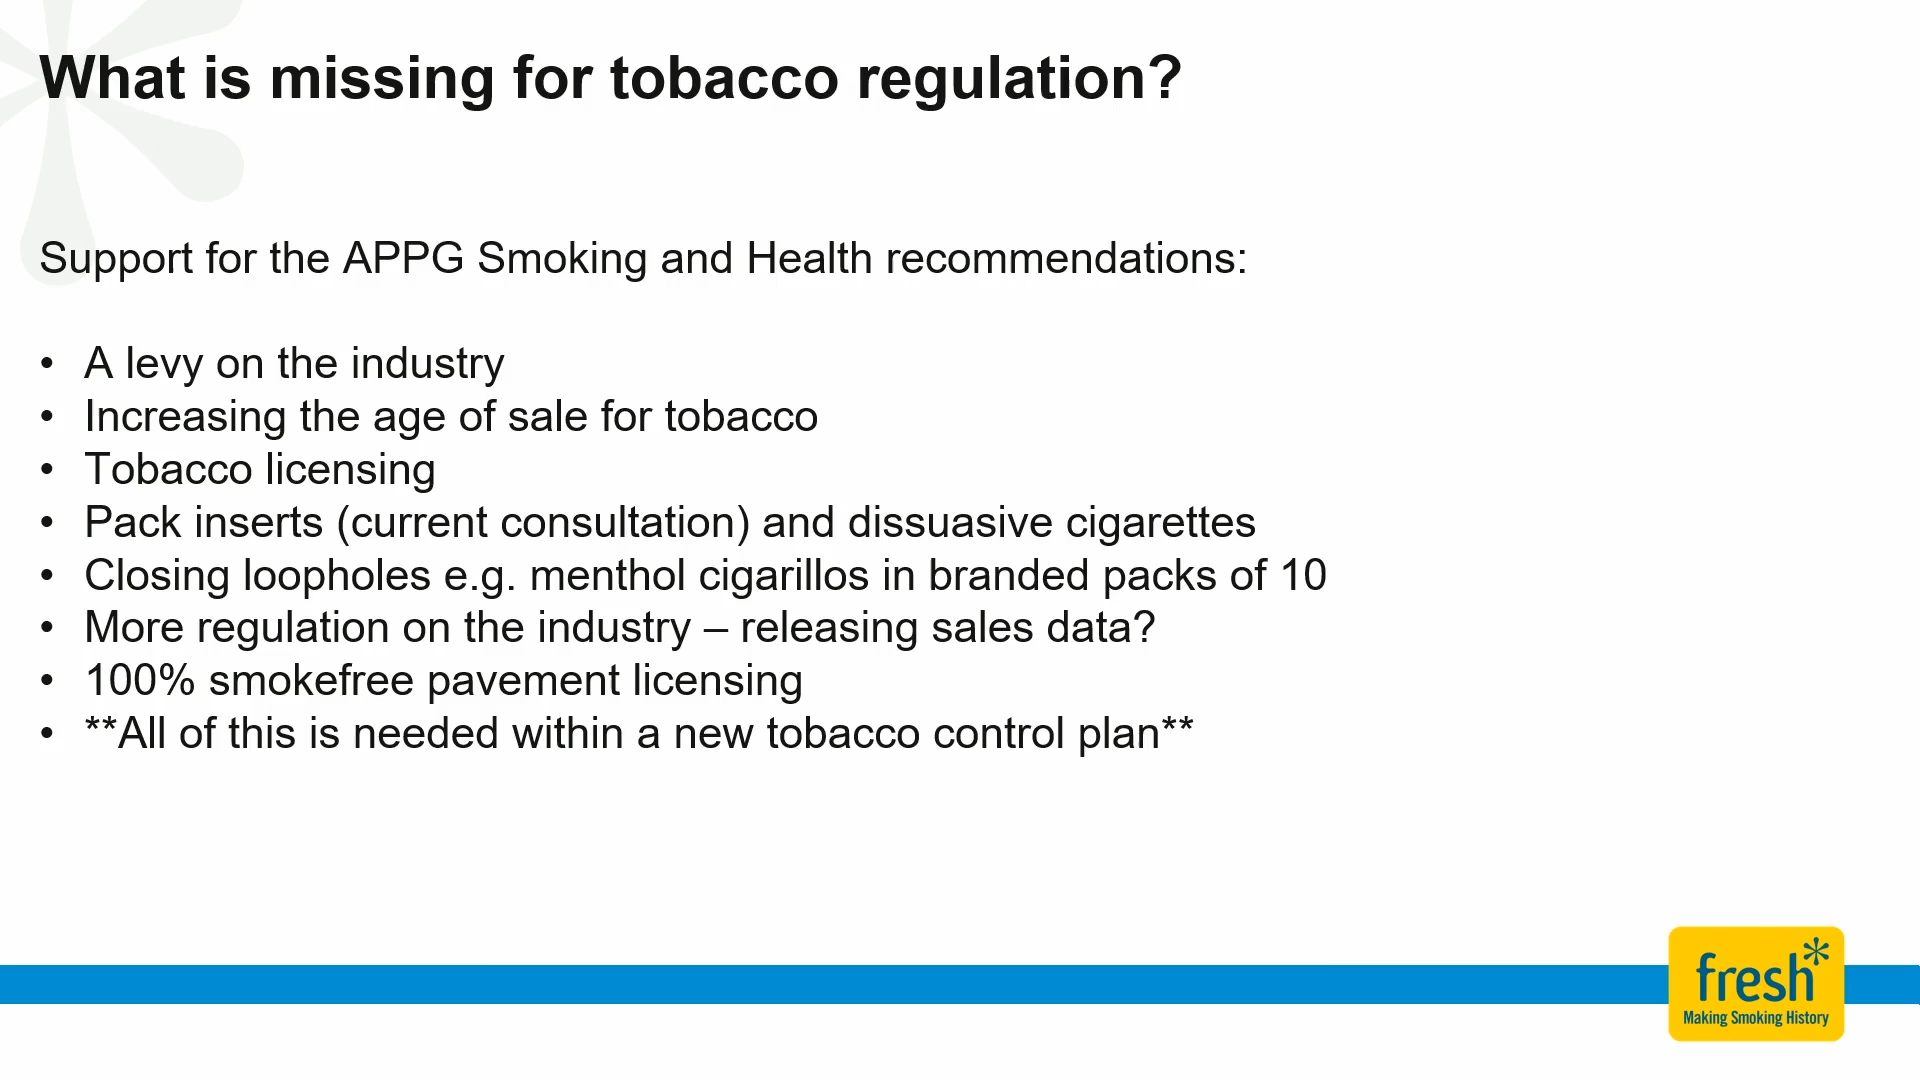 What is missing for tobacco regulation?
Support for the APPG Smoking and Health recommendations:
• A levy on the industry
• Increasing the age of sale for tobacco
• Tobacco licensing
• Pack inserts (current consultation) and dissuasive cigarettes
• Closing loopholes e.g. menthol cigarillos in branded packs of 10
• More regulation on the industry – releasing sales data?
• 100% smokefree pavement licensing
• **All of this is needed within a new tobacco control plan**
fresh*
Making Smoking History